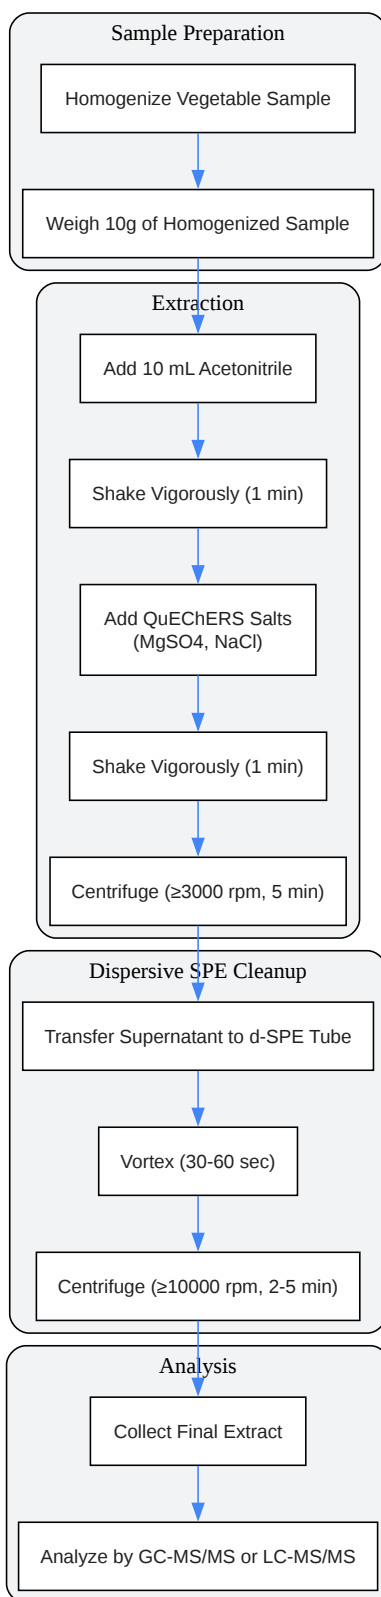 Sample Preparation
Homogenize Vegetable Sample
Weigh 10g of Homogenized Sample
Extraction
Add 10 mL Acetonitrile
Shake Vigorously (1 min)
Add QuEChERS Salts
(MgSO4, NaCl)
Shake Vigorously (1 min)
Centrifuge (≥3000 rpm, 5 min)
Dispersive SPE Cleanup
Transfer Supernatant to d-SPE Tube
Vortex (30-60 sec)
Centrifuge (≥10000 rpm, 2-5 min)
Analysis
Collect Final Extract
Analyze by GC-MS/MS or LC-MS/MS